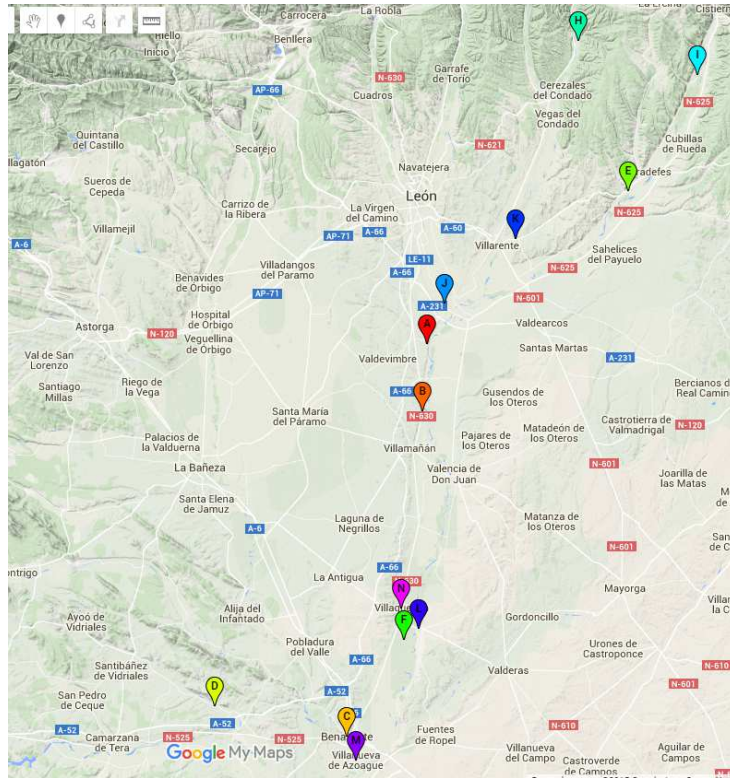 Carrocera
La Robla
Cistierna
Riello
Benllera
Inicio
N-630
Garrafe
de Torío
H
I
AP-66
Cuadros
Cerezales
del Condado
N-625
Vegas del
Condado
Quintana
del Castillo
Secarejo
N-621
Cubillas
de Rueda
Navatejera
E
Sueros de
Cepeda
Carrizo de
la Ribera
León
La Virgen
del Camino
N-625
Villamejil
AP-71
A-66
A-60
K
Villarente
A-6
LE-11
Sahelices
del Payuelo
Villadangos
del Paramo
A-66
N-625
Benavides
de Orbigo
AP-71
J
N-601
A-231
Hospital
de Órbigo
Astorga
N-120
Veguellina
de Órbigo
A
Valdearcos
Santas Martas
Val de San
Lorenzo
Valdevimbre
A-231
Santiago
Millas
Riego de
la Vega
A-66
B
Gusendos de
los Oteros
Bercianos del
Real Camino
Santa María
del Páramo
N-630
Castrotierra de
Valmadrigal
N-120
Palacios de
la Valduerna
Villamañán
Pajares de
los Oteros
Matadeón de
los Oteros
La Bañeza
Valencia de
Don Juan
N-601
Joarilla de
las Matas
Santa Elena
de Jamuz
Laguna de
Negrillos
Matanza de
los Oteros
A-6
N-601
A-66
La Antigua
N-630
Mayorga
N
L
Alija del
Infantado
F
Gordoncillo
Ayoó de
Vidriales
Pobladura
del Valle
Urones de
Castroponce
A-66
Valderas
Santibáñez
de Vidriales
N-610
D
A-52
N-601
San Pedro
de Ceque
C
A-52
A-52
N-610
Camarzana
de Tera
N-525
N-525
Benavente
Fuentes
de Ropel
Google My Maps
M
Villanueva
de Azoague
Villanueva
del Campo
Castroverde
de Campos
Aguilar de
Campos